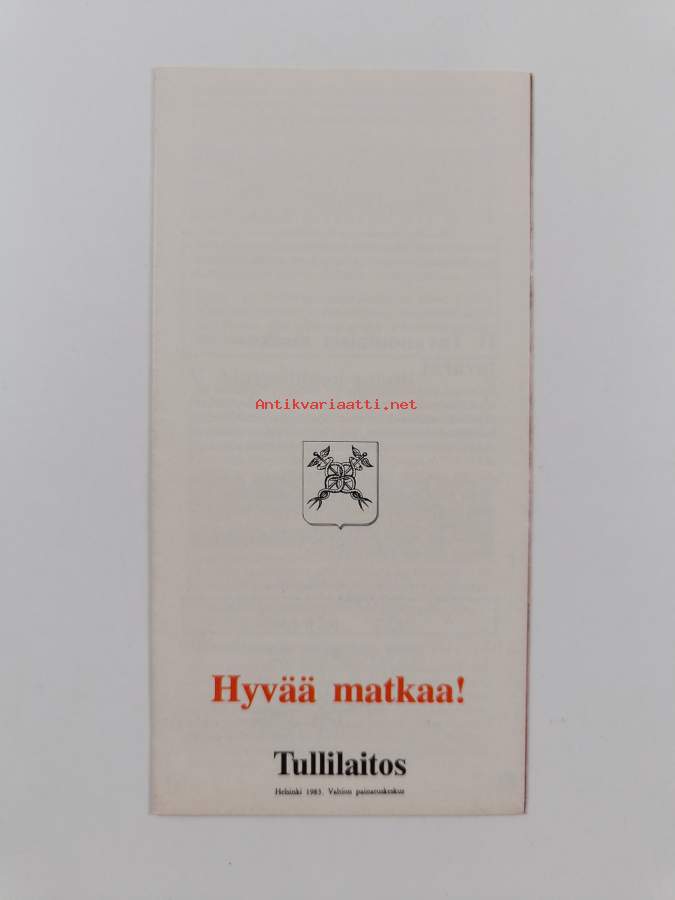 Antikvariaatti.net
Hyvää matkaa!
Tullilaitos
Helsinki 1983. Valtion painatuskeskus